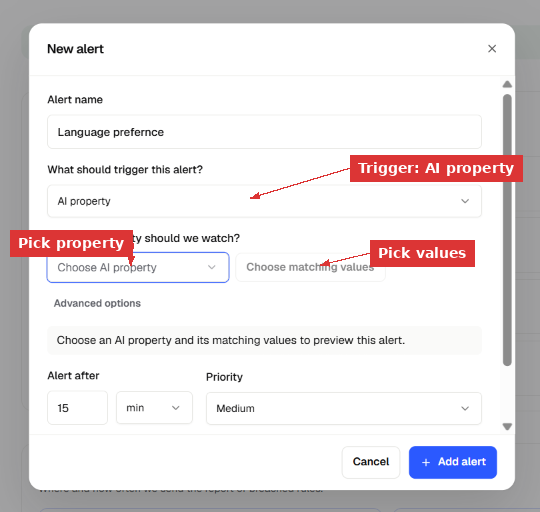 New alert
Alert name
Language prefernce
What should trigger this alert?
Trigger: AI property
AI property
Pick property
ty should we watch?
Pick values
Choose AI property
Choose matching values
Advanced options
Choose an AI property and its matching values to preview this alert.
Alert after
Priority
15
min
Medium
Cancel
+ Add alert